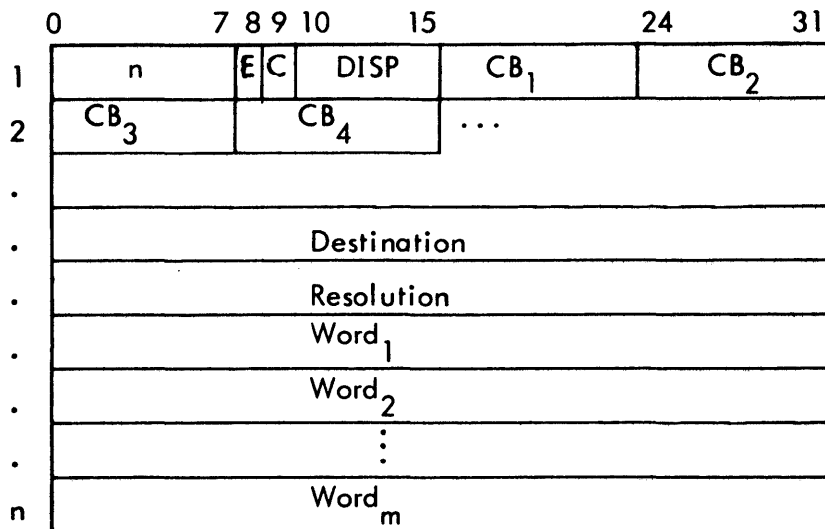 0 7 8 9 10 15 24 31
1 n E C DISP CB₁ CB₂
2 CB₃ CB₄ ...
.
. Destination
. Resolution
. Word₁
. Word₂
. ⋮
n Word_m